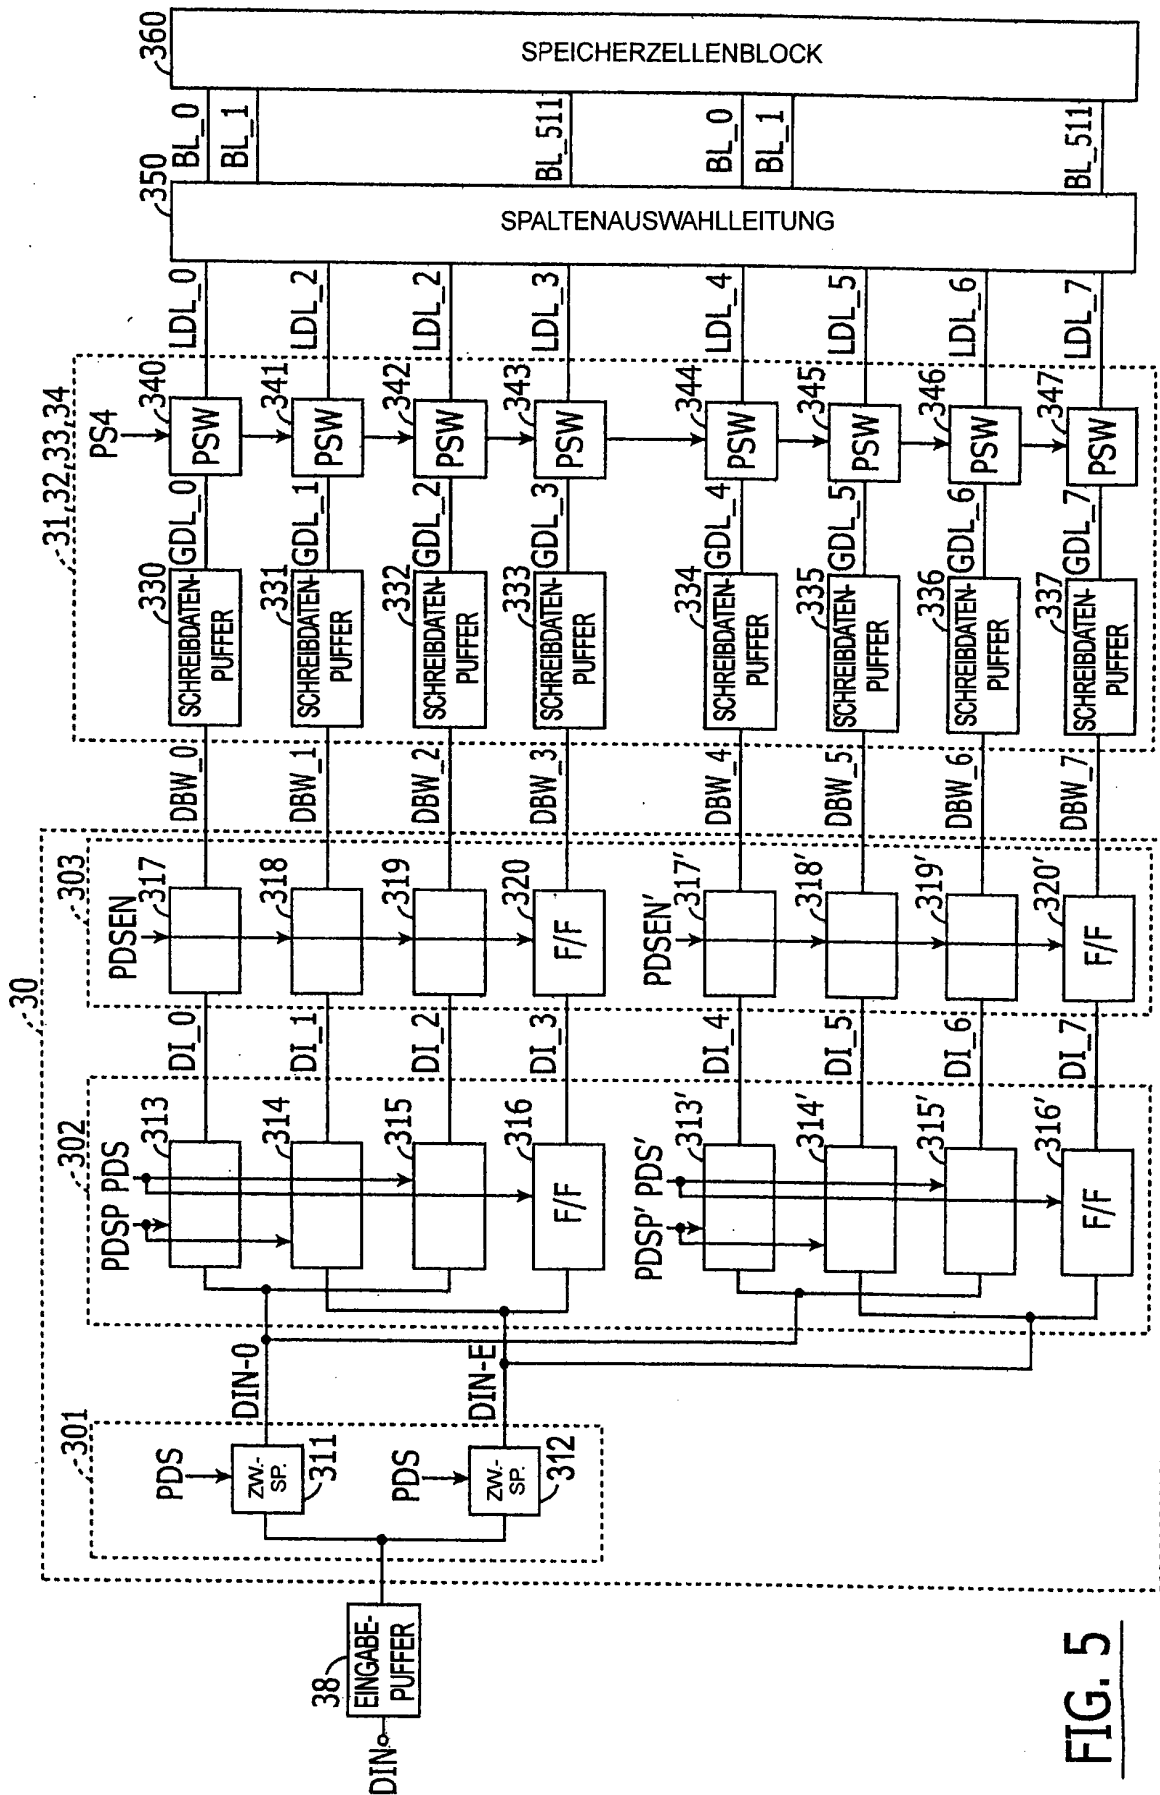 DIN
38
EINGABE-
PUFFER
30
301
PDS
ZW.-
SP.
311
PDS
ZW.-
SP.
312
DIN-O
DIN-E
302
PDSP PDS
313
314
315
316
F/F
PDSP' PDS'
313'
314'
315'
316'
F/F
DI_0
DI_1
DI_2
DI_3
DI_4
DI_5
DI_6
DI_7
303
PDSEN
317
318
319
320
F/F
PDSEN'
317'
318'
319'
320'
F/F
DBW_0
DBW_1
DBW_2
DBW_3
DBW_4
DBW_5
DBW_6
DBW_7
31,32,33,34
330
SCHREIBDATEN-
PUFFER
331
SCHREIBDATEN-
PUFFER
332
SCHREIBDATEN-
PUFFER
333
SCHREIBDATEN-
PUFFER
334
SCHREIBDATEN-
PUFFER
335
SCHREIBDATEN-
PUFFER
336
SCHREIBDATEN-
PUFFER
337
SCHREIBDATEN-
PUFFER
GDL_0
GDL_1
GDL_2
GDL_3
GDL_4
GDL_5
GDL_6
GDL_7
PS4
340
PSW
341
PSW
342
PSW
343
PSW
344
PSW
345
PSW
346
PSW
347
PSW
LDL_0
LDL_2
LDL_2
LDL_3
LDL_4
LDL_5
LDL_6
LDL_7
350
SPALTENAUSWAHLLEITUNG
BL_0
BL_1
BL_511
BL_0
BL_1
BL_511
360
SPEICHERZELLENBLOCK
FIG. 5